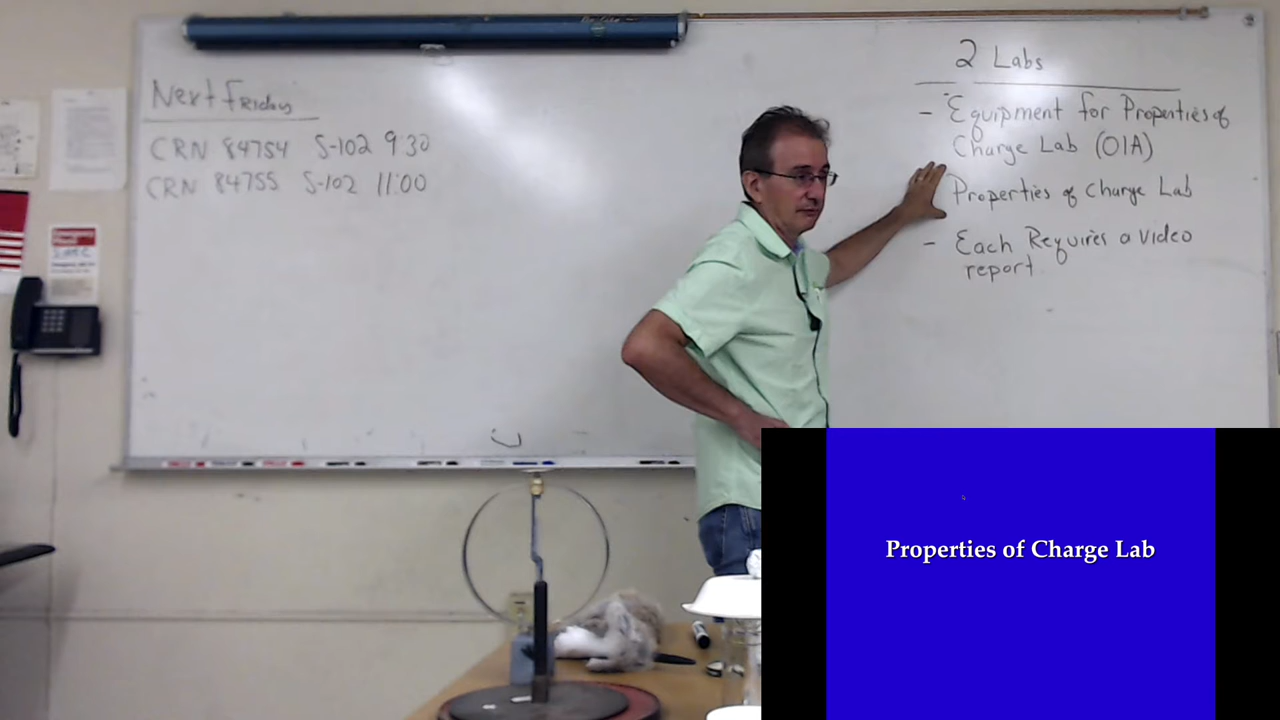 Next Friday
CRN 84754 S-102 9:30
CRN 84755 S-102 11:00
2 Labs
- Equipment for Properties of
Charge Lab (OIA)
Properties of Charge Lab
- Each Requires a video
report
Properties of Charge Lab